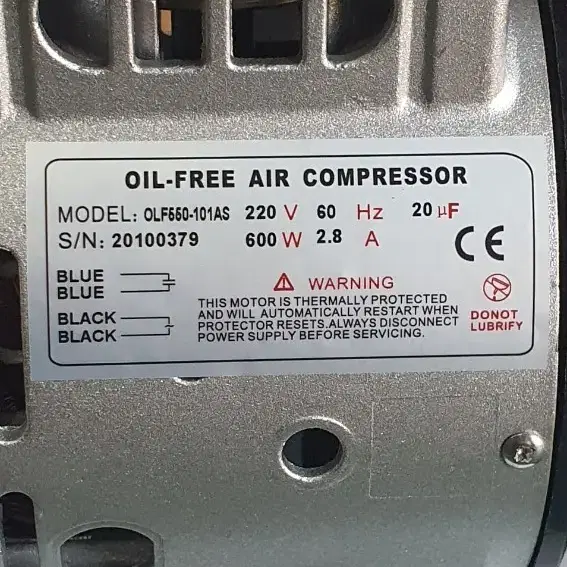 OIL-FREE AIR COMPRESSOR
MODEL: OLF550-101AS 220 V 60 Hz 20 µF
S/N: 20100379 600 W 2.8 A
CE
BLUE
BLUE
BLACK
BLACK
WARNING
THIS MOTOR IS THERMALLY PROTECTED
AND WILL AUTOMATICALLY RESTART WHEN
PROTECTOR RESETS.ALWAYS DISCONNECT
POWER SUPPLY BEFORE SERVICING.
DONOT
LUBRIFY